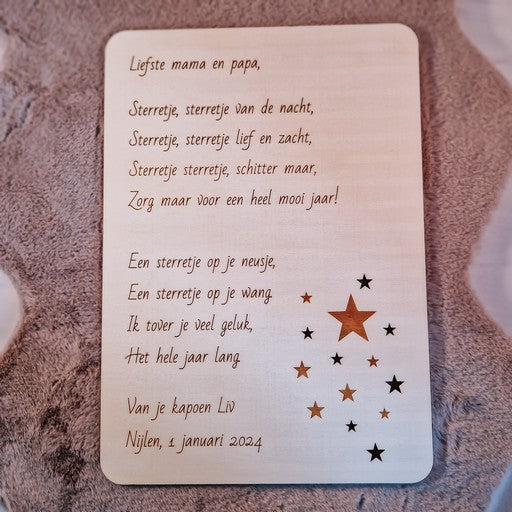 Liefste mama en papa,
Sterretje, sterretje van de nacht,
Sterretje, sterretje lief en zacht,
Sterretje sterretje, schitter maar,
Zorg maar voor een heel mooi jaar!
Een sterretje op je neusje,
Een sterretje op je wang.
Ik tover je veel geluk,
Het hele jaar lang.
Van je kapoen Liv
Nijlen, 1 januari 2024